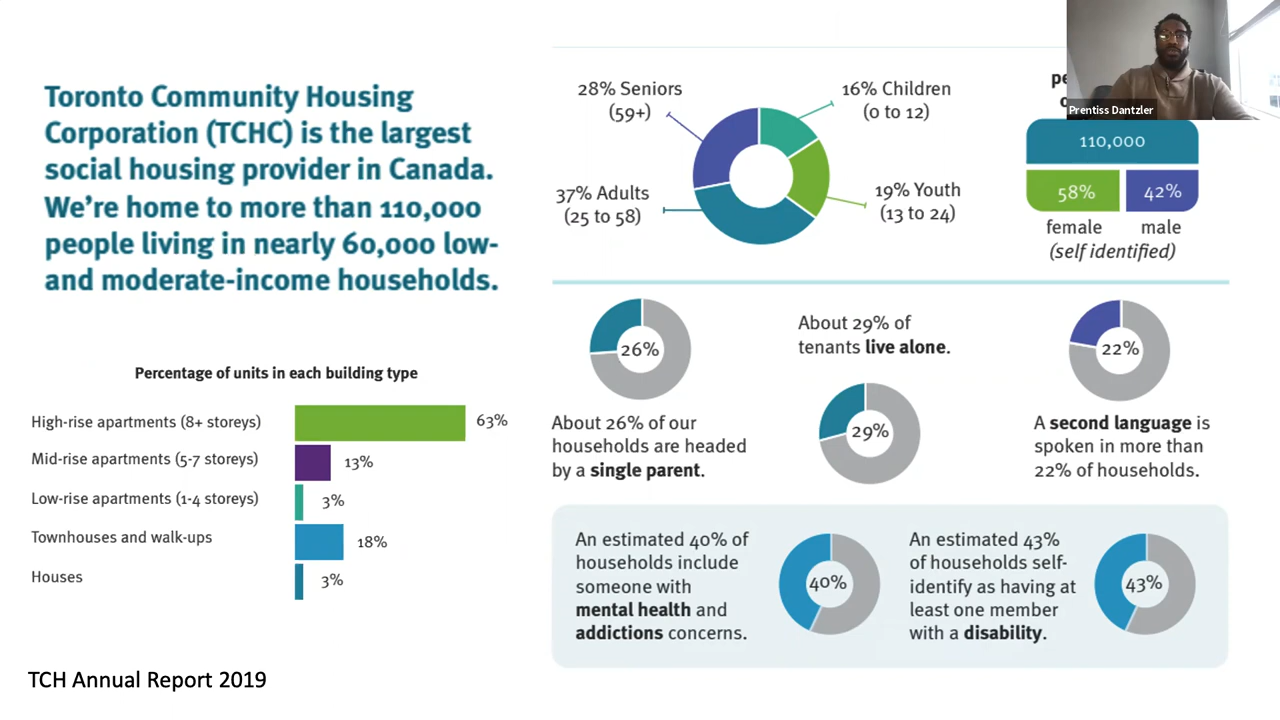 Toronto Community Housing
Corporation (TCHC) is the largest
social housing provider in Canada.
We're home to more than 110,000
people living in nearly 60,000 low-
and moderate-income households.
Percentage of units in each building type
High-rise apartments (8+ storeys)
63%
Mid-rise apartments (5-7 storeys)
13%
Low-rise apartments (1-4 storeys)
3%
Townhouses and walk-ups
18%
Houses
3%
TCH Annual Report 2019
28% Seniors
(59+)
16% Children
(0 to 12)
37% Adults
(25 to 58)
19% Youth
(13 to 24)
Prentiss Dantzler
110,000
58%
42%
female
male
(self identified)
26%
About 26% of our
households are headed
by a single parent.
About 29% of
tenants live alone.
29%
22%
A second language is
spoken in more than
22% of households.
An estimated 40% of
households include
someone with
mental health and
addictions concerns.
40%
An estimated 43%
of households self-
identify as having at
least one member
with a disability.
43%